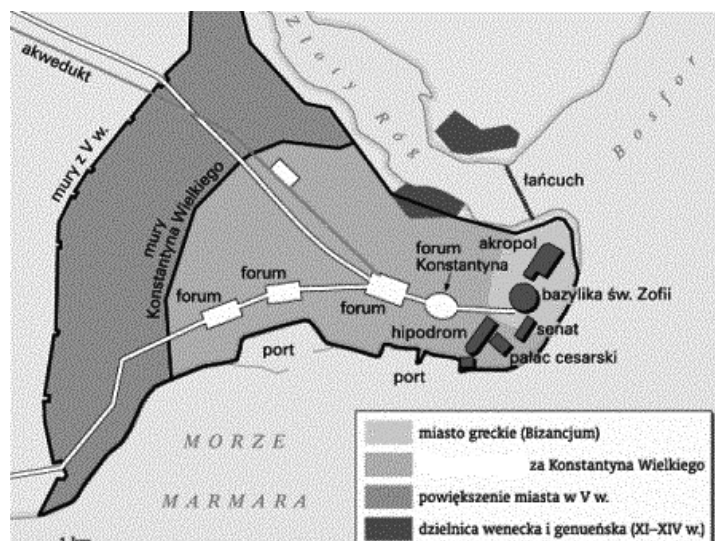 akwedukt
Złoty Róg
Bosfor
mury z V w.
mury
Konstantyna Wielkiego
łańcuch
forum
Konstantyna
akropol
forum
forum
forum
bazylika św. Zofii
hipodrom
senat
pałac cesarski
port
port
MORZE
MARMARA
miasto greckie (Bizancjum)
za Konstantyna Wielkiego
powiększenie miasta w V w.
dzielnica wenecka i genueńska (XI–XIV w.)